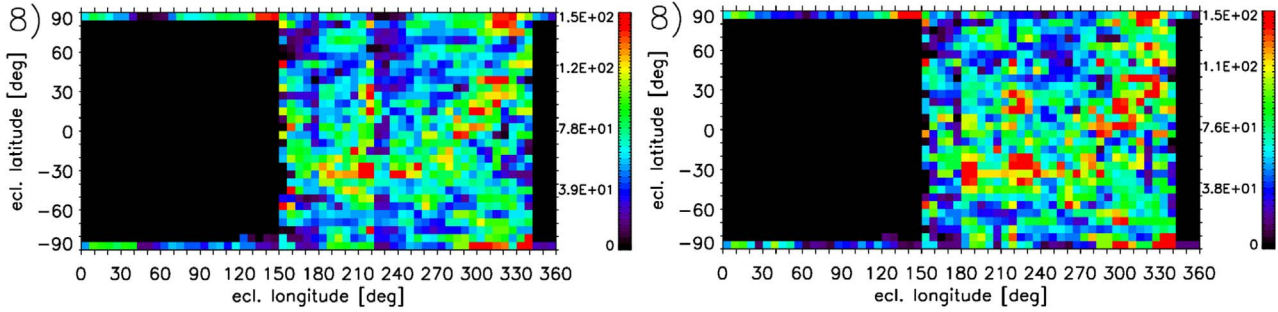 8)
ecl. latitude [deg]
90
60
30
0
−30
−60
−90
0 30 60 90 120 150 180 210 240 270 300 330 360
ecl. longitude [deg]
1.5E+02
1.2E+02
7.8E+01
3.9E+01
0
8)
ecl. latitude [deg]
90
60
30
0
−30
−60
−90
0 30 60 90 120 150 180 210 240 270 300 330 360
ecl. longitude [deg]
1.5E+02
1.1E+02
7.6E+01
3.8E+01
0